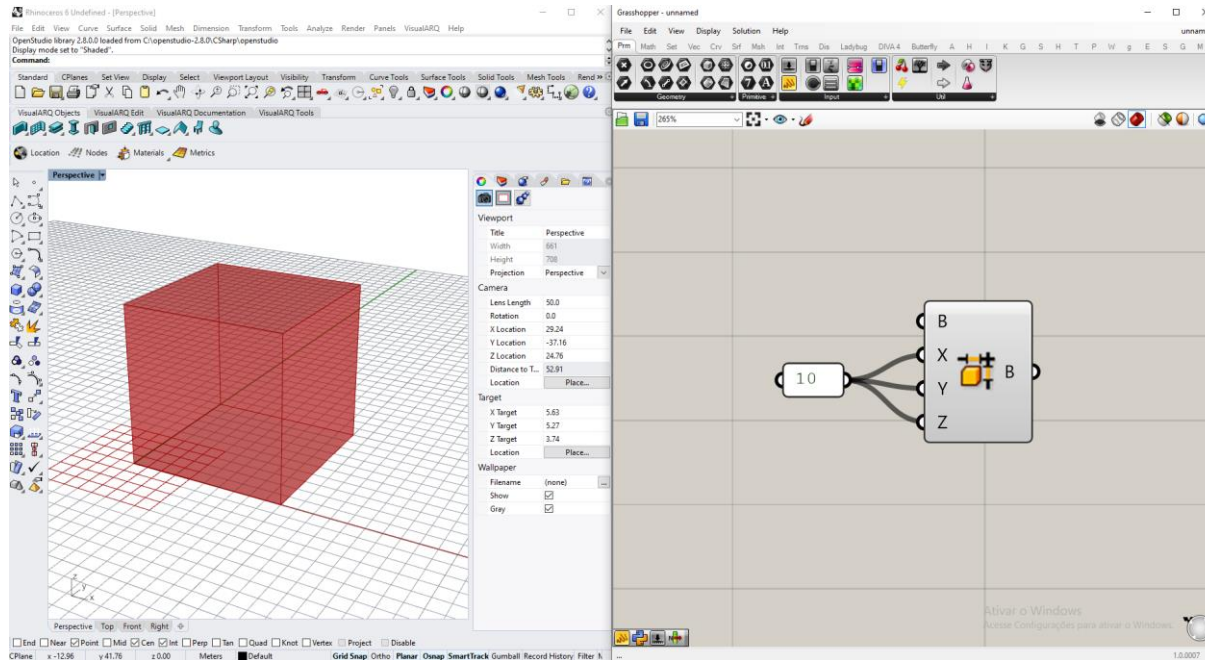 Rhinoceros 6 Undefined - [Perspective]
File Edit View Curve Surface Solid Mesh Dimension Transform Tools Analyze Render Panels VisualARQ Help
OpenStudio library 2.8.0.0 loaded from C:\openstudio-2.8.0\CSharp\openstudio
Display mode set to "Shaded".
Command:
Standard CPlanes Set View Display Select Viewport Layout Visibility Transform Curve Tools Surface Tools Solid Tools Mesh Tools Rend
VisualARQ Objects VisualARQ Edit VisualARQ Documentation VisualARQ Tools
Location Nodes Materials Metrics
Perspective
Viewport
Title Perspective
Width 661
Height 708
Projection Perspective
Camera
Lens Length 50.0
Rotation 0.0
X Location 29.24
Y Location -37.16
Z Location 24.76
Distance to T... 52.91
Location Place...
Target
X Target 5.63
Y Target 5.27
Z Target 3.74
Location Place...
Wallpaper
Filename (none) ...
Show
Gray
z y x
Perspective Top Front Right
End Near Point Mid Cen Int Perp Tan Quad Knot Vertex Project Disable
CPlane x -12.96 y 41.76 z 0.00 Meters Default Grid Snap Ortho Planar Osnap SmartTrack Gumball Record History Filter
Grasshopper - unnamed
File Edit View Display Solution Help unnam
Prm Math Set Vec Crv Srf Msh Int Trns Dis Ladybug DIVA4 Butterfly A H I K G S H T P W g E S G M
Geometry Primitive Input Util
265%
B
X
Y
Z
B
10
Ativar o Windows
Acesse Configurações para ativar o Windows.
... 1.0.0007